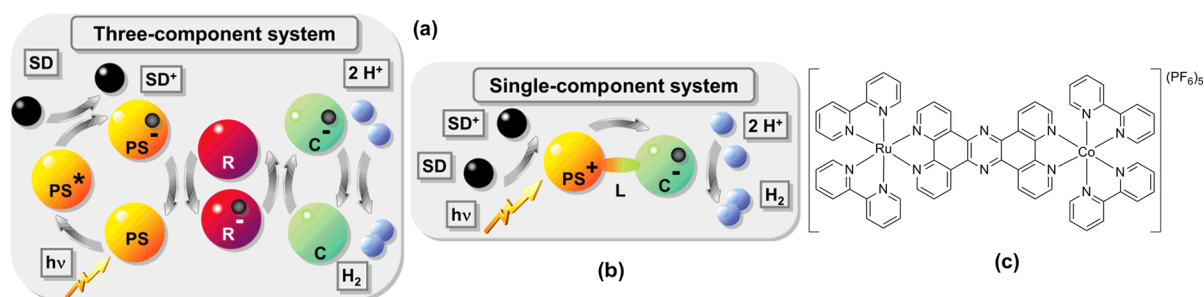 Three-component system
(a)
SD
SD⁺
2 H⁺
PS -
C -
R
PS*
R -
PS
C
hν
H₂
Single-component system
SD⁺
2 H⁺
PS⁺
C -
SD
L
H₂
hν
(b)
(PF₆)₅
N
N
N
N
N
N
Ru
Co
N
N
N
N
N
N
N
N
(c)